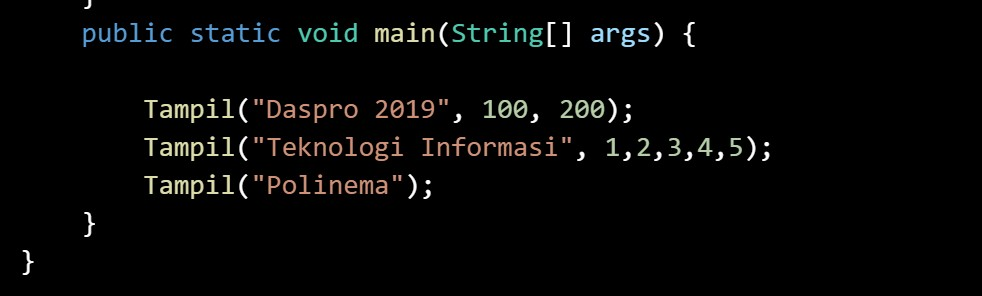 }
public static void main(String[] args) {
Tampil("Daspro 2019", 100, 200);
Tampil("Teknologi Informasi", 1,2,3,4,5);
Tampil("Polinema");
}
}